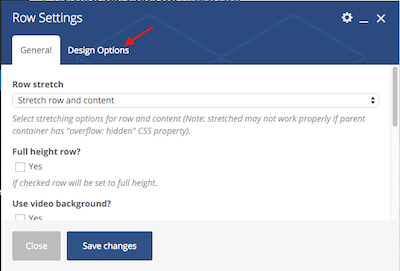 Row Settings
General
Design Options
Row stretch
Stretch row and content
Select stretching options for row and content (Note: stretched may not work properly if parent
container has "overflow: hidden" CSS property).
Full height row?
Yes
If checked row will be set to full height.
Use video background?
Yes
Close
Save changes